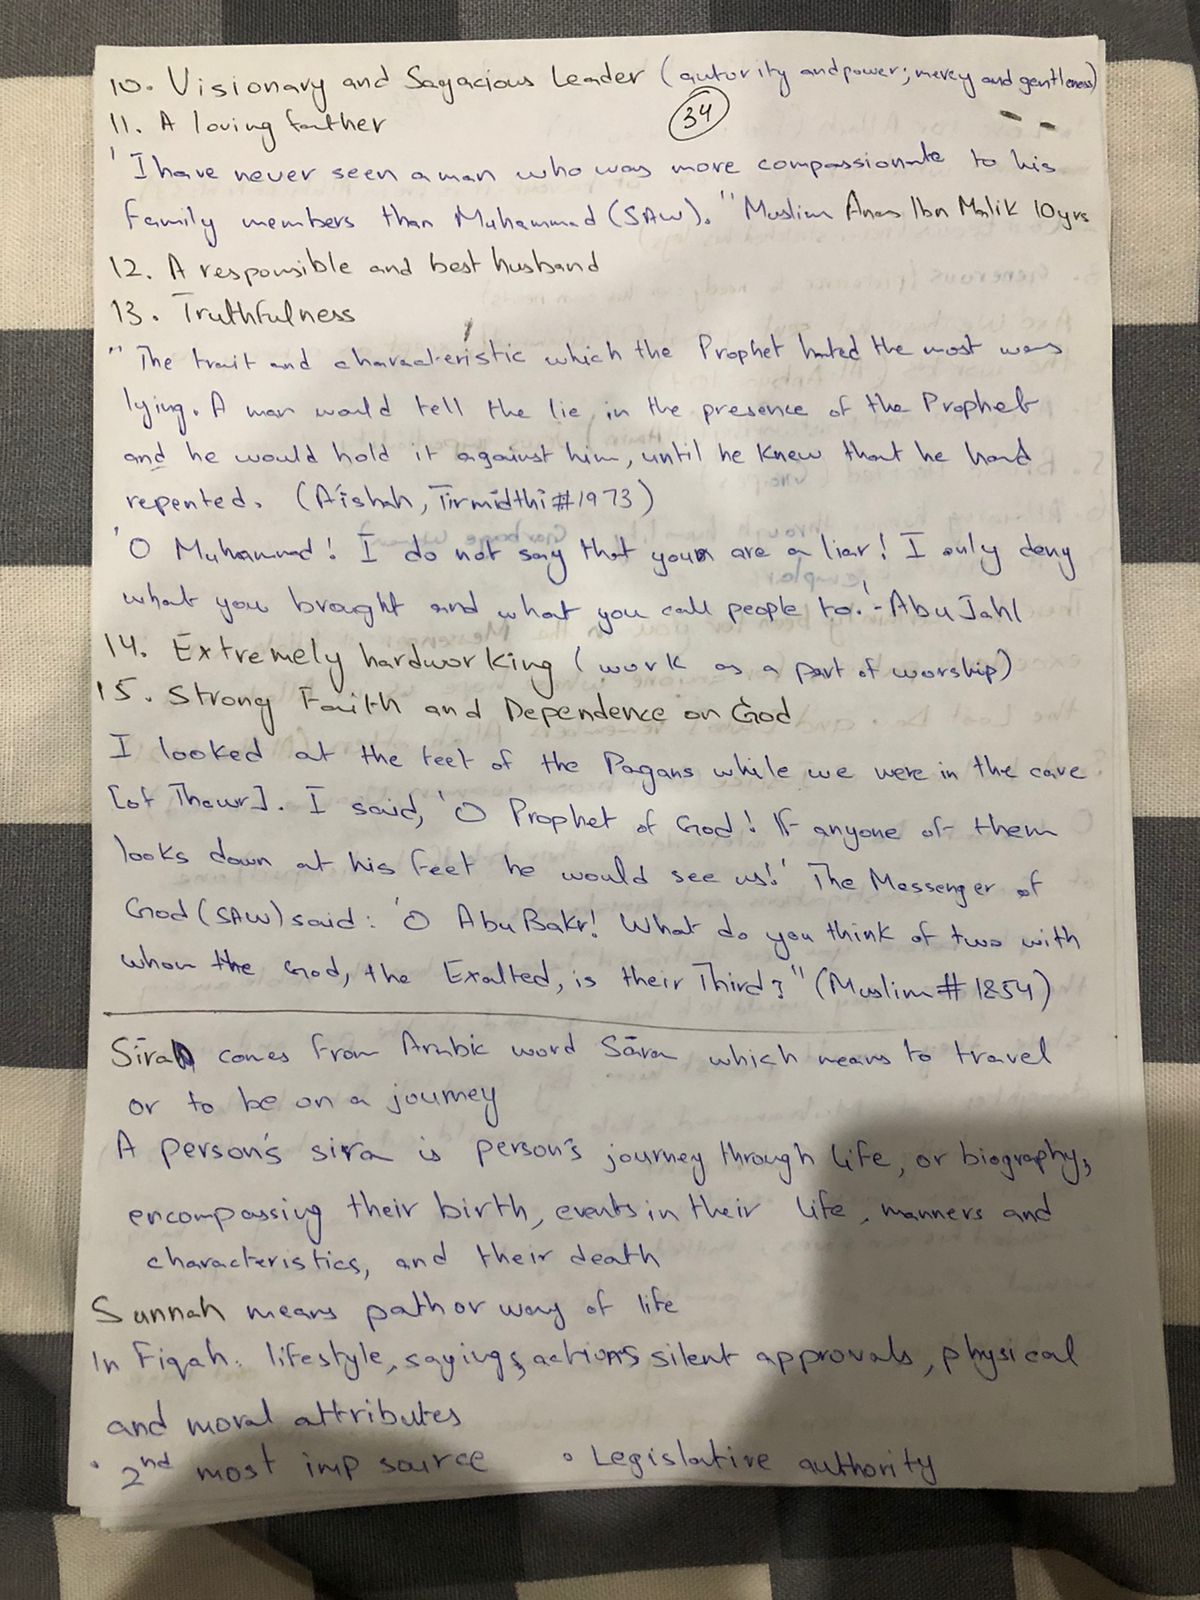 10. Visionary and Sagacious Leader (autority and power; mercy and gentleness)
34
11. A loving father
'I have never seen a man who was more compassionate to his
family members than Muhammad (SAW)." Muslim Anas Ibn Malik 10yrs
12. A responsible and best husband
13. Truthfulness
"The trait and characteristic which the Prophet hated the most was
lying. A man would tell the lie in the presence of the Prophet
and he would hold it against him, until he knew that he had
repented. (A'ishah, Tirmidthi #1973)
'O Muhammad! I do not say that you are a liar! I only deny
what you brought and what you call people to.'- Abu Jahl
14. Extremely hardworking (work as a part of worship)
15. Strong Faith and Dependence on God
I looked at the feet of the Pagans while we were in the cave
[of Thawr]. I said, 'O Prophet of God! If anyone of them
looks down at his feet he would see us!' The Messenger of
God (SAW) said: 'O Abu Bakr! What do you think of two with
whom the God, the Exalted, is their Third?" (Muslim # 1854)
Sīrah comes from Arabic word Sāra which means to travel
or to be on a journey
A person's sira is person's journey through life, or biography,
encompassing their birth, events in their life, manners and
characteristics, and their death
Sunnah means path or way of life
In Fiqah: lifestyle, sayings, actions silent approvals, physical
and moral attributes
• 2nd most imp source • Legislative authority